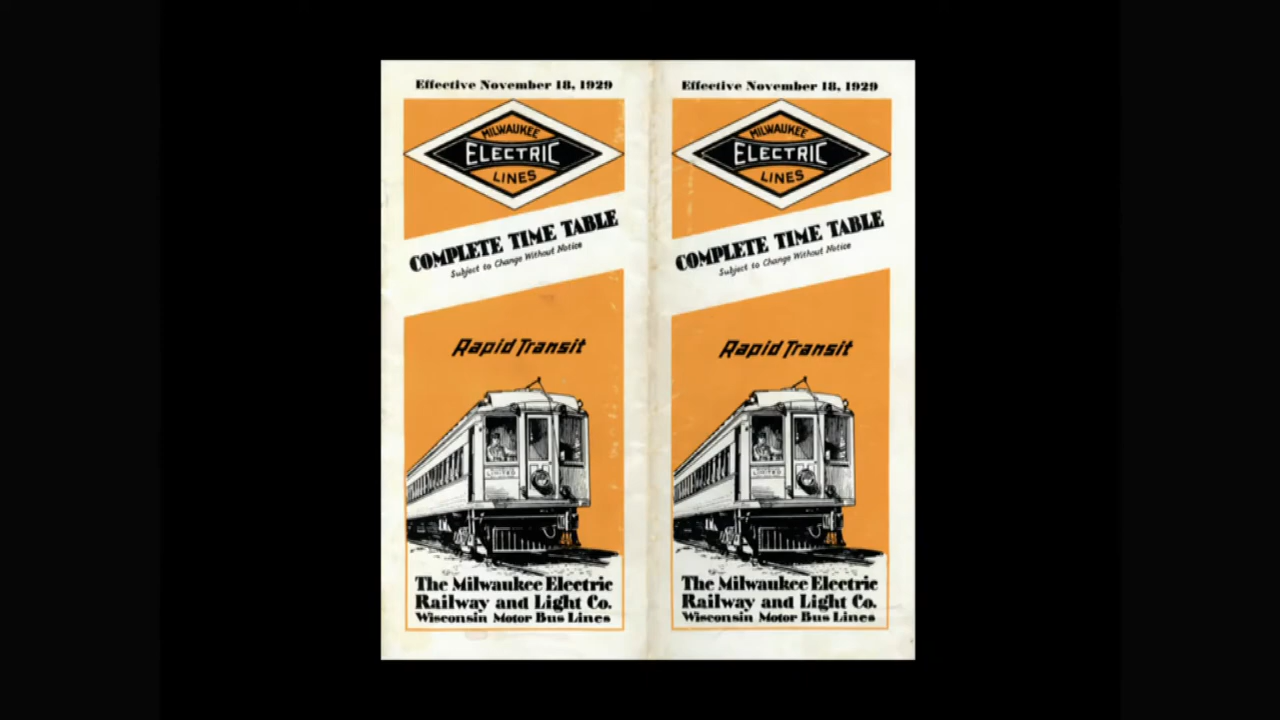 Effective November 18, 1929
MILWAUKEE
ELECTRIC
LINES
COMPLETE TIME TABLE
Subject to Change Without Notice
Rapid Transit
LIMITED
The Milwaukee Electric
Railway and Light Co.
Wisconsin Motor Bus Lines
Effective November 18, 1929
MILWAUKEE
ELECTRIC
LINES
COMPLETE TIME TABLE
Subject to Change Without Notice
Rapid Transit
LIMITED
The Milwaukee Electric
Railway and Light Co.
Wisconsin Motor Bus Lines